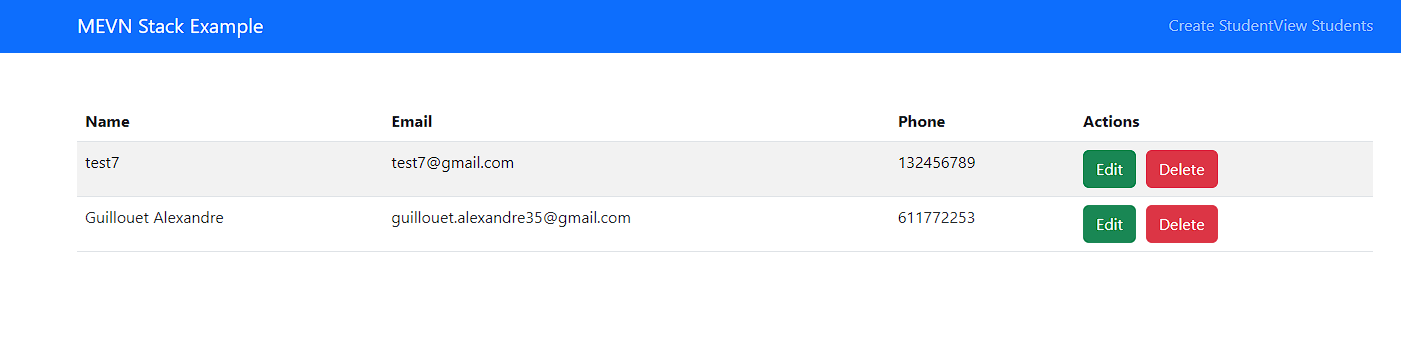 MEVN Stack Example Create StudentView Students
Name Email Phone Actions
test7 test7@gmail.com 132456789 Edit Delete
Guillouet Alexandre guillouet.alexandre35@gmail.com 611772253 Edit Delete